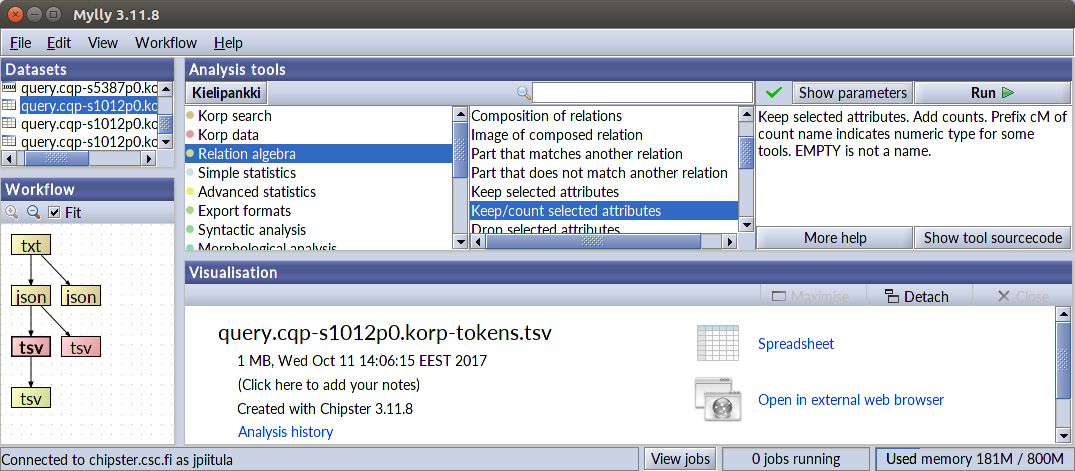 Mylly 3.11.8
File Edit View Workflow Help
Datasets
query.cqp-s5387p0.kc
query.cqp-s1012p0.kc
query.cqp-s1012p0.kc
query.cqp-s1012p0.kc
Workflow
Fit
txt
json json
tsv tsv
tsv
Analysis tools
Kielipankki
Korp search
Korp data
Relation algebra
Simple statistics
Advanced statistics
Export formats
Syntactic analysis
Morphological analysis
Composition of relations
Image of composed relation
Part that matches another relation
Part that does not match another relation
Keep selected attributes
Keep/count selected attributes
Drop selected attributes
Show parameters Run
Keep selected attributes. Add counts. Prefix cM of
count name indicates numeric type for some
tools. EMPTY is not a name.
More help Show tool sourcecode
Visualisation
Maximise Detach Close
query.cqp-s1012p0.korp-tokens.tsv
1 MB, Wed Oct 11 14:06:15 EEST 2017
(Click here to add your notes)
Created with Chipster 3.11.8
Analysis history
Spreadsheet
Open in external web browser
Connected to chipster.csc.fi as jpiitula View jobs 0 jobs running Used memory 181M / 800M